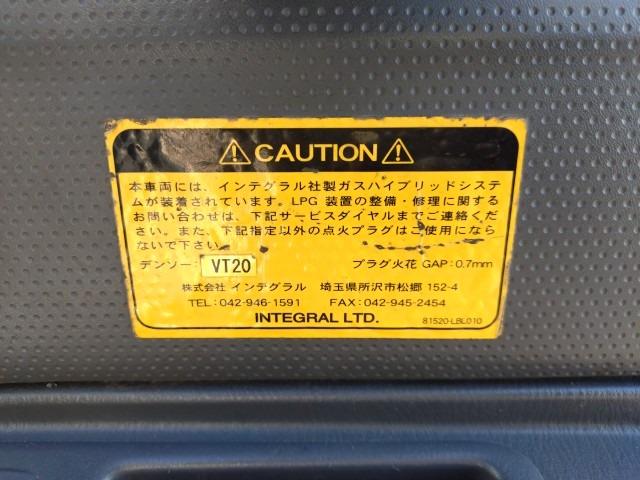 ⚠ CAUTION ⚠
本車両には、インテグラル社製ガスハイブリッドシステ
ムが装着されています。LPG 装置の整備・修理に関する
お問い合わせは、下記サービスダイヤルまでご連絡くだ
さい。また、下記指定以外の点火プラグはご使用になら
ないで下さい。
デンソー: VT20 プラグ火花 GAP:0.7mm
株式会社 インテグラル 埼玉県所沢市松郷 152-4
TEL:042-946-1591 FAX:042-945-2454
INTEGRAL LTD. 81520-LBL010